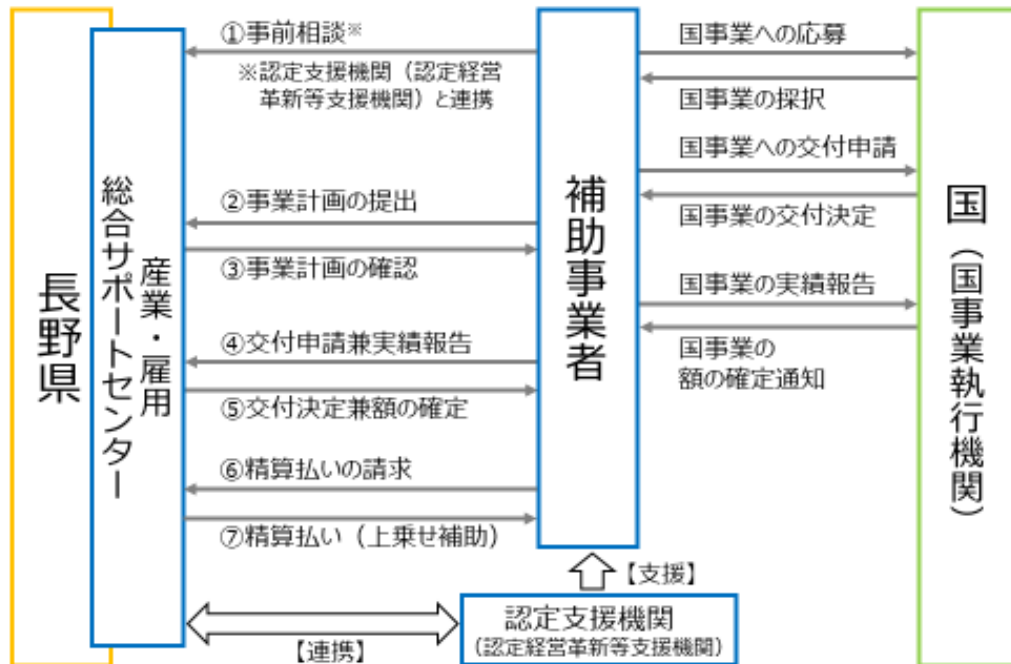 長野県
産業・雇用
総合サポートセンター
①事前相談※
※認定支援機関（認定経営
革新等支援機関）と連携
②事業計画の提出
③事業計画の確認
④交付申請兼実績報告
⑤交付決定兼額の確定
⑥精算払いの請求
⑦精算払い（上乗せ補助）
補助事業者
国事業への応募
国事業の採択
国事業への交付申請
国事業の交付決定
国事業の実績報告
国事業の
額の確定通知
国（国事業執行機関）
【支援】
認定支援機関
（認定経営革新等支援機関）
【連携】